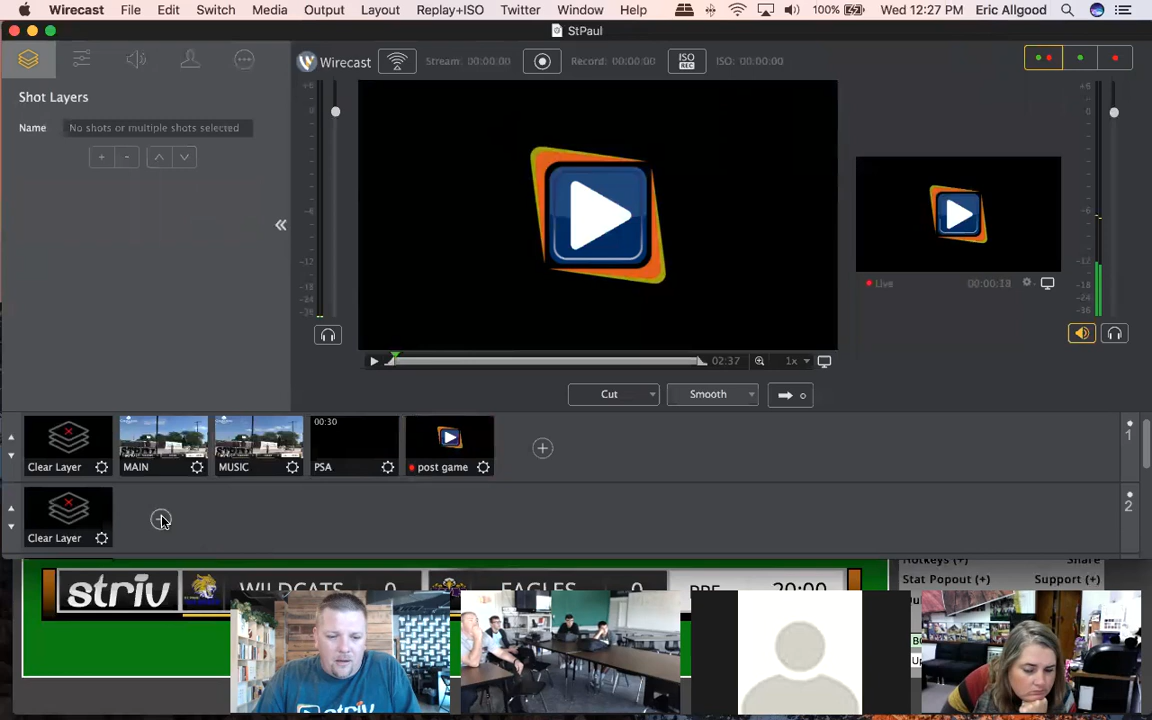 Wirecast File Edit Switch Media Output Layout Replay+ISO Twitter Window Help 100% Wed 12:27 PM Eric Allgood
StPaul
Wirecast Stream: 00:00:00 Record: 00:00:00 ISO REC ISO: 00:00:00
Shot Layers
Name No shots or multiple shots selected
+ - 
Live 00:00:18
02:37 1x
Cut Smooth
00:30
Clear Layer MAIN MUSIC PSA post game
1
Clear Layer
2
Hotkeys (+) Share
Stat Popout (+) Support (+)
striv WILDCATS 0 EAGLES 0 PRE 20:00
striv